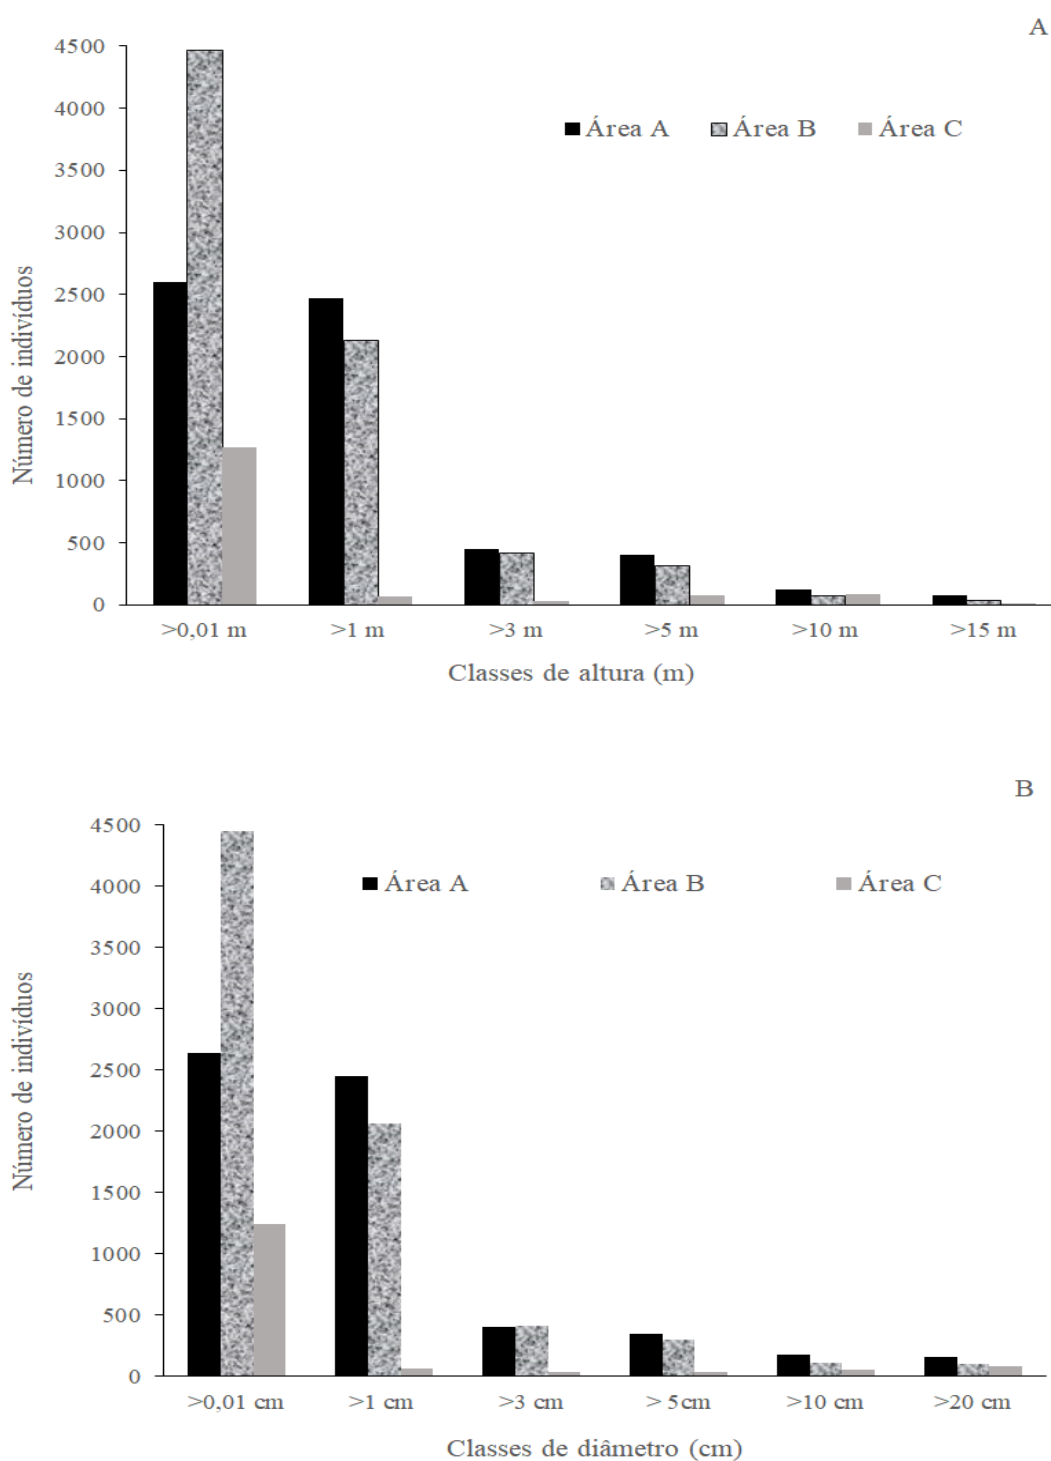 A
4500
4000
3500
3000
2500
2000
1500
1000
500
0
Número de indivíduos
Área A Área B Área C
>0,01 m >1 m >3 m >5 m >10 m >15 m
Classes de altura (m)
B
4500
4000
3500
3000
2500
2000
1500
1000
500
0
Número de indivíduos
Área A Área B Área C
>0,01 cm >1 cm >3 cm > 5cm >10 cm >20 cm
Classes de diâmetro (cm)